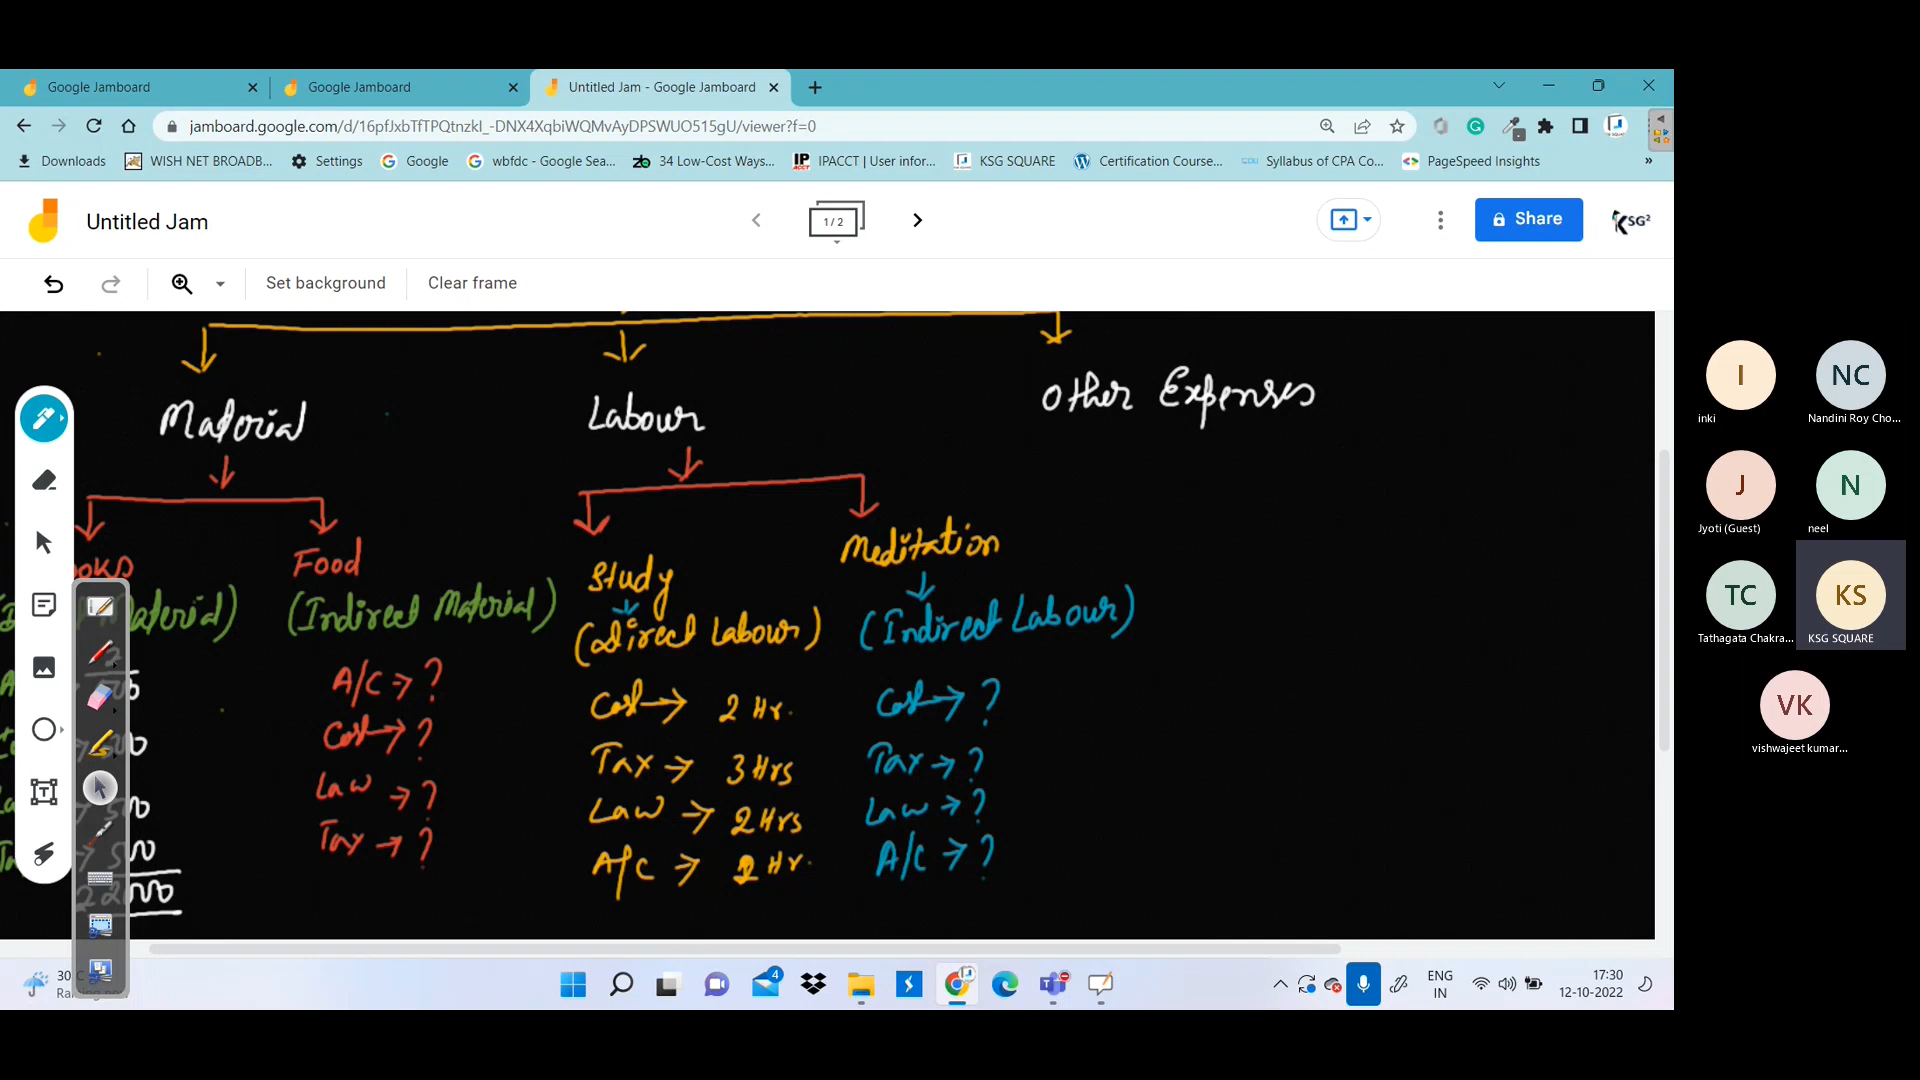 Google Jamboard
Google Jamboard
Untitled Jam - Google Jamboard
jamboard.google.com/d/16pfJxbTfTPQtnzkI_-DNX4XqbiWQMvAyDPSWUO515gU/viewer?f=0
Downloads
WISH NET BROADB...
Settings
Google
wbfdc - Google Sea...
34 Low-Cost Ways...
IPACCT | User infor...
KSG SQUARE
Certification Course...
Syllabus of CPA Co...
PageSpeed Insights
»
Untitled Jam
1 / 2
Share
KSG²
Set background
Clear frame
Material
Labour
Other Expenses
Food
(Indirect Material)
A/C → ?
Cost → ?
Law → ?
Tax → ?
Study
(Direct Labour)
Cost → 2 Hr.
Tax → 3 Hrs
Law → 2 Hrs
A/C → 2 Hr.
Meditation
(Indirect Labour)
Cost → ?
Tax → ?
Law → ?
A/C → ?
aterial)
I
inki
NC
Nandini Roy Cho...
J
Jyoti (Guest)
N
neel
TC
Tathagata Chakra...
KS
KSG SQUARE
VK
vishwajeet kumar...
30
4
ENG
IN
17:30
12-10-2022